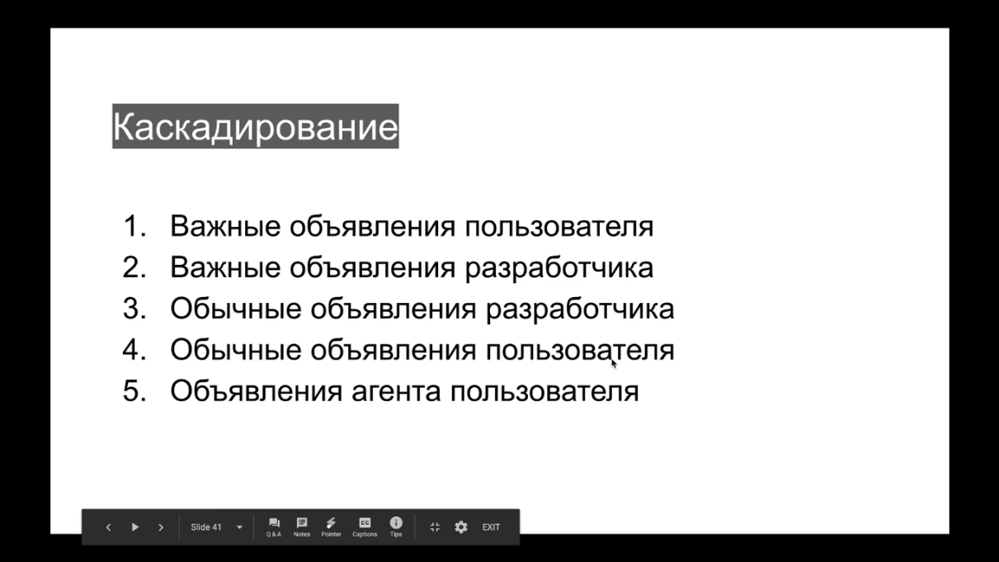 Каскадирование
1. Важные объявления пользователя
2. Важные объявления разработчика
3. Обычные объявления разработчика
4. Обычные объявления пользователя
5. Объявления агента пользователя
Slide 41
Q & A Notes Pointer Captions Tips
CC
EXIT